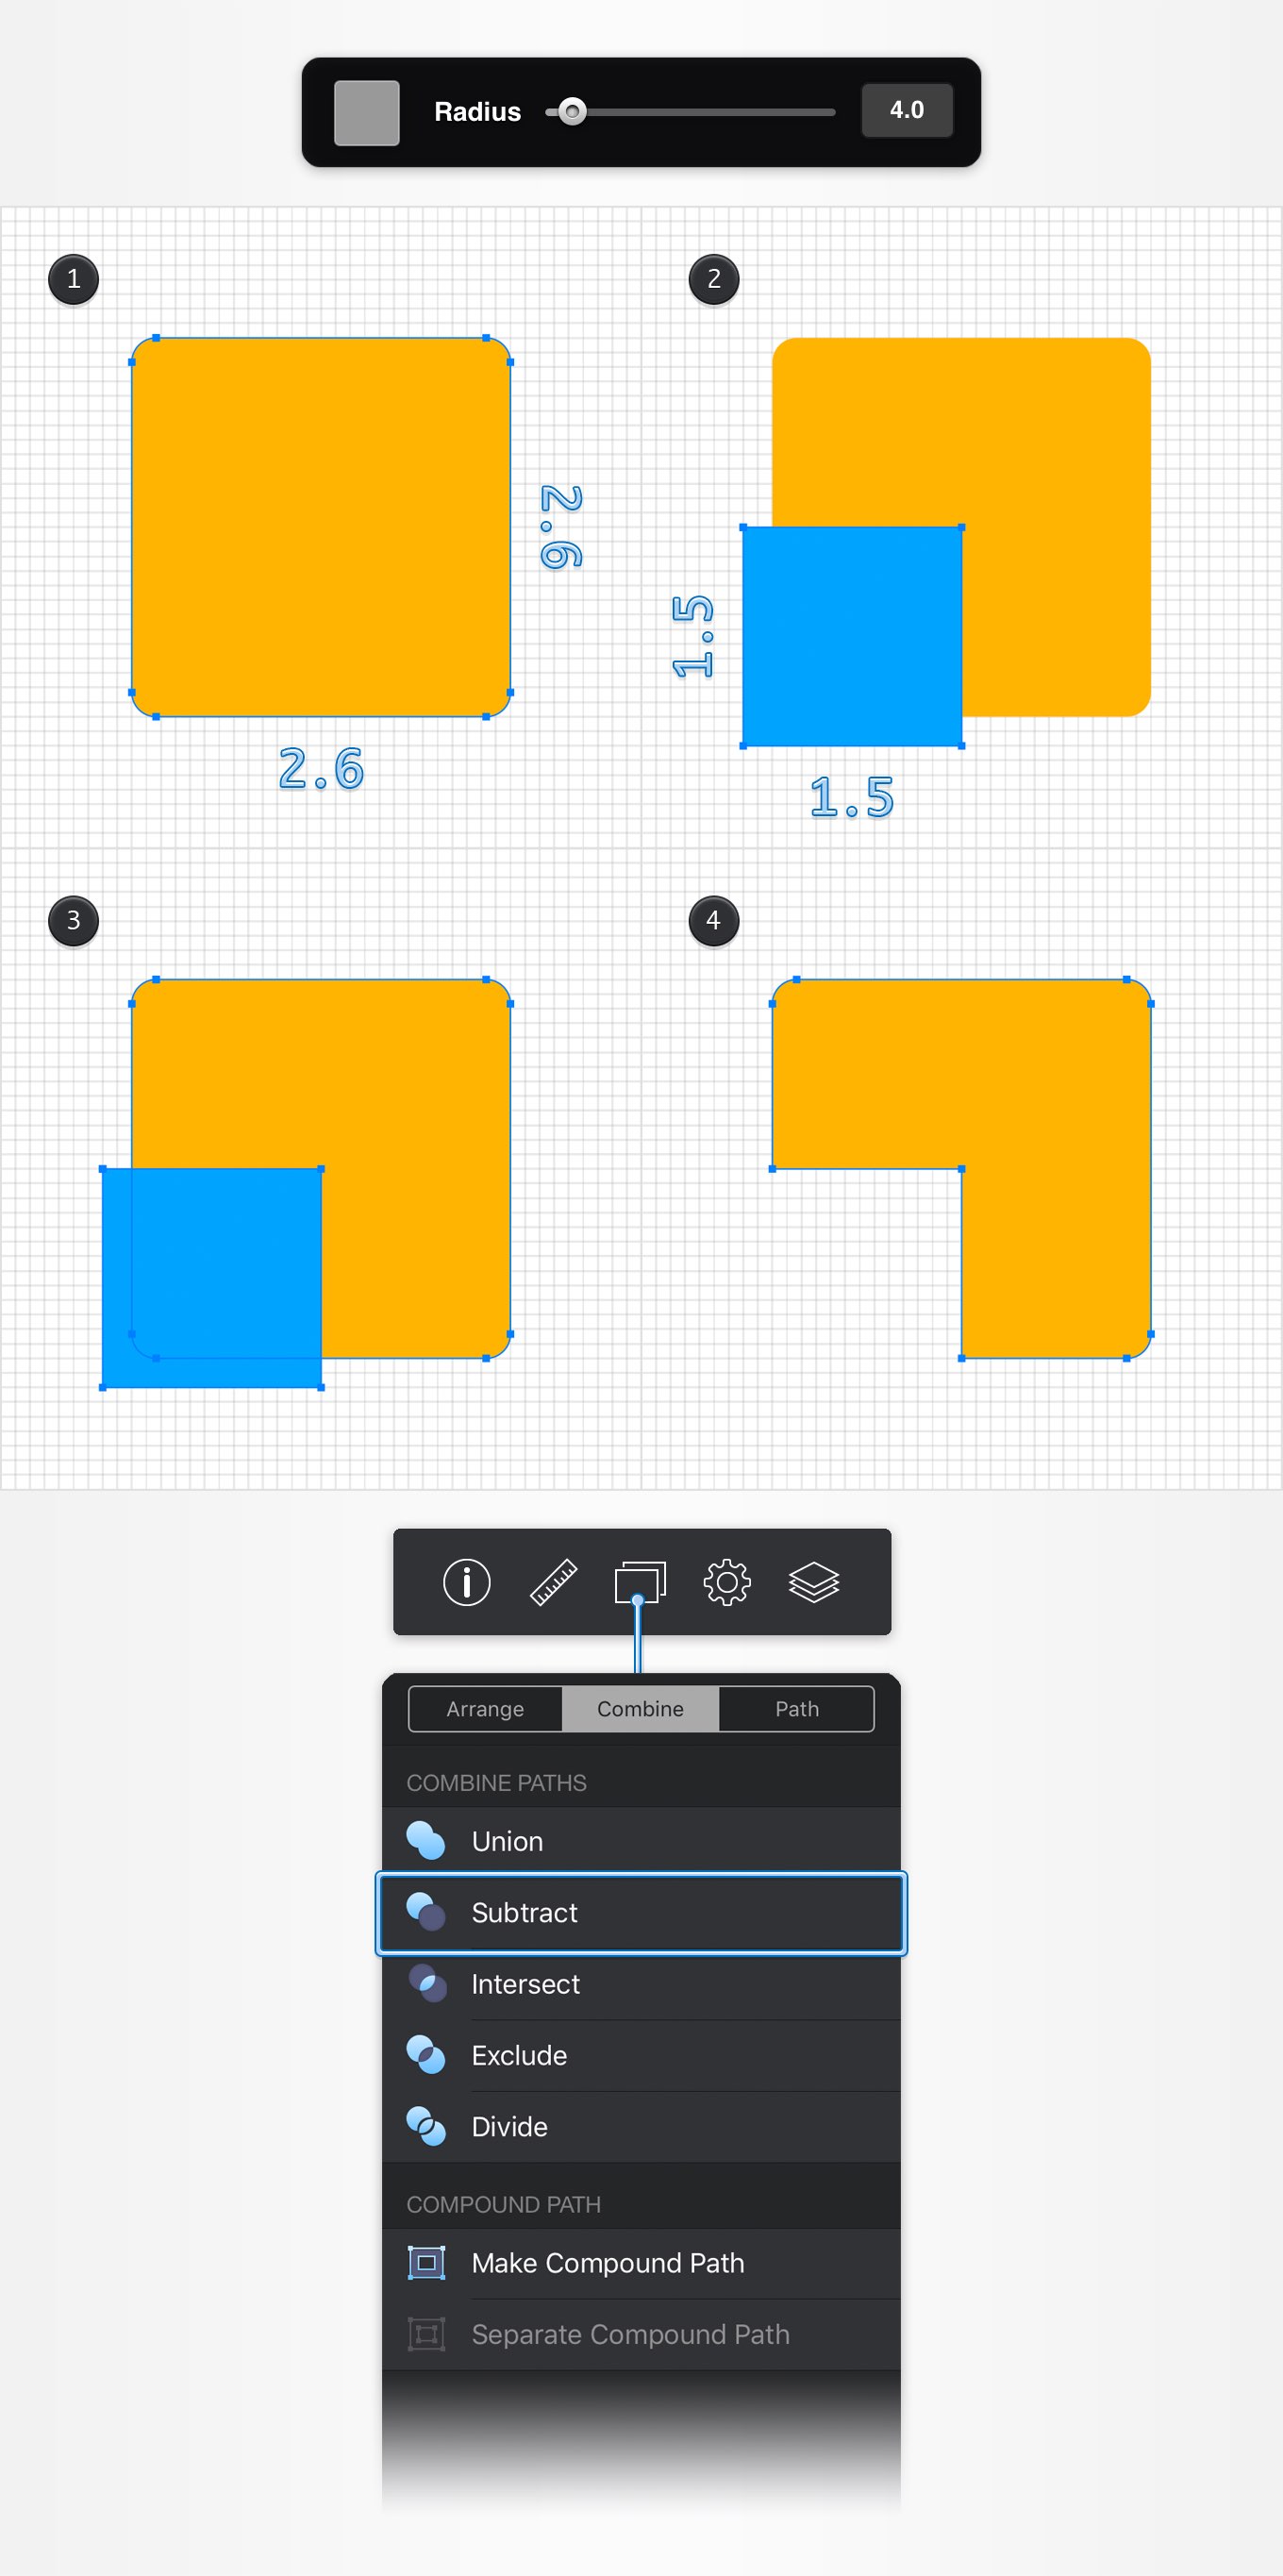 Radius 4.0
1
2
2.6
1.5
2.6
1.5
3
4
Arrange Combine Path
COMBINE PATHS
Union
Subtract
Intersect
Exclude
Divide
COMPOUND PATH
Make Compound Path
Separate Compound Path